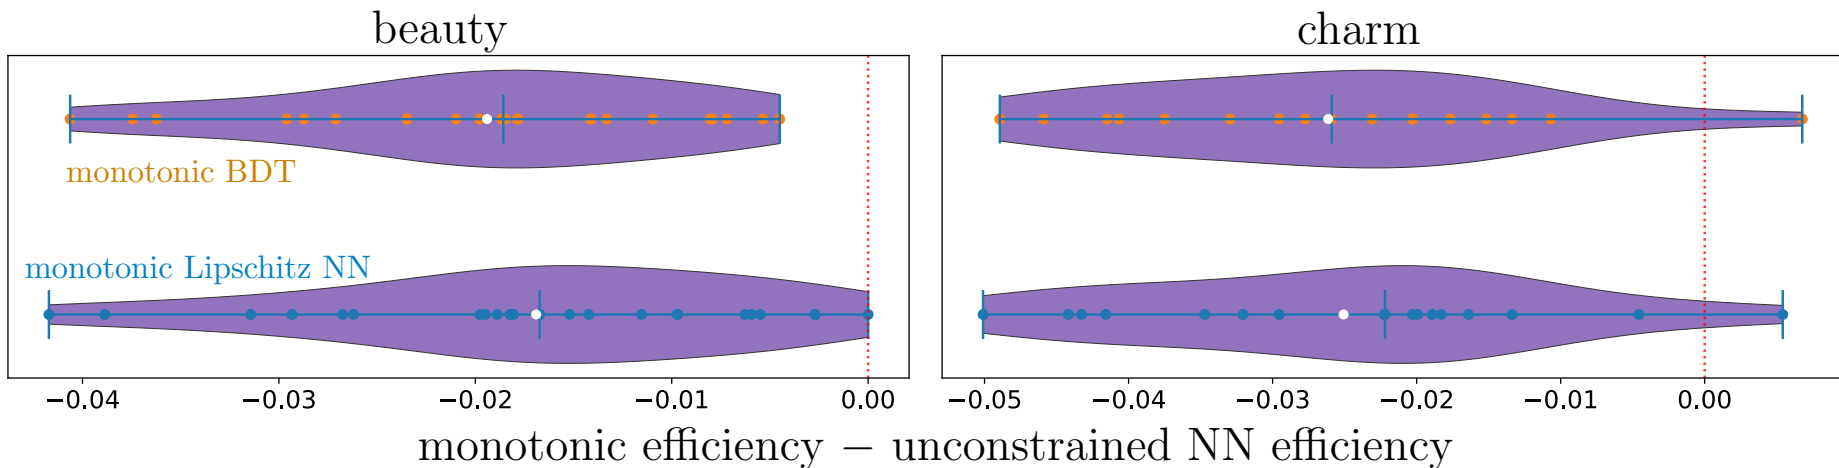 beauty
charm
monotonic BDT
monotonic Lipschitz NN
−0.04 −0.03 −0.02 −0.01 0.00
−0.05 −0.04 −0.03 −0.02 −0.01 0.00
monotonic efficiency − unconstrained NN efficiency